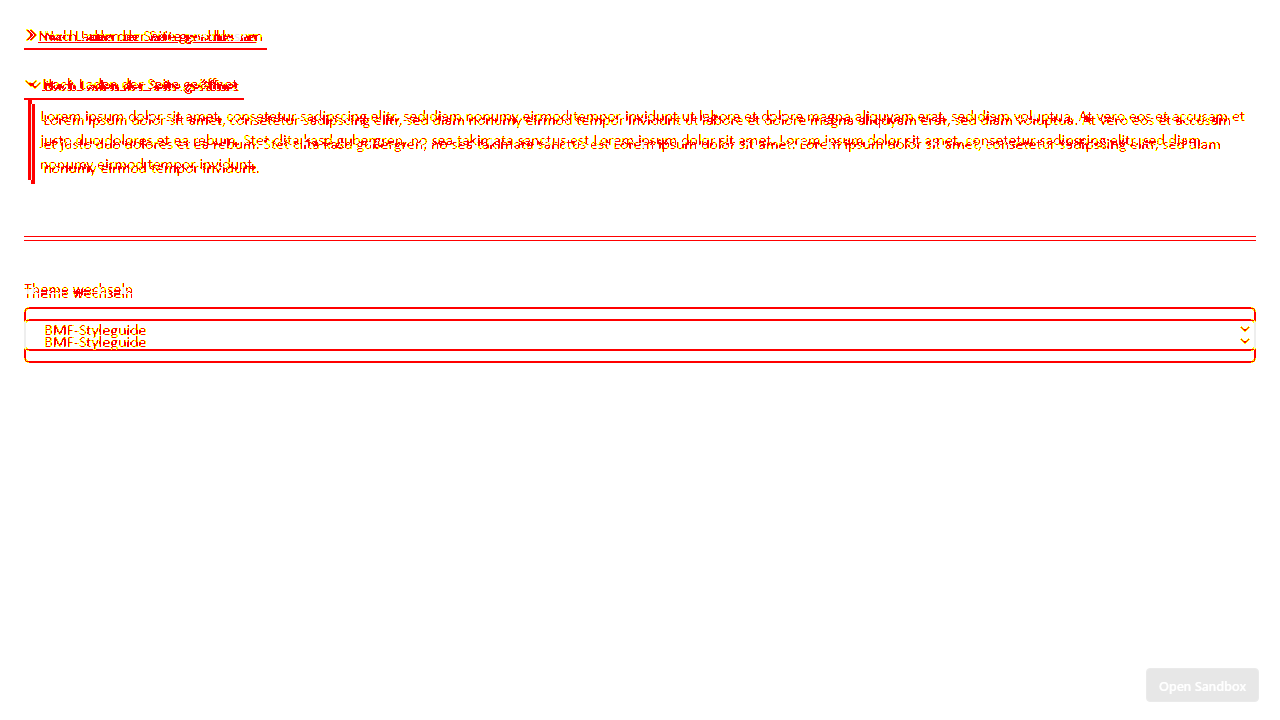 Nach Laden der Seite geschlossen
Nach Laden der Seite geöffnet
Lorem ipsum dolor sit amet, consetetur sadipscing elitr, sed diam nonumy eirmod tempor invidunt ut labore et dolore magna aliquyam erat, sed diam voluptua. At vero eos et accusam et
justo duo dolores et ea rebum. Stet clita kasd gubergren, no sea takimata sanctus est Lorem ipsum dolor sit amet. Lorem ipsum dolor sit amet, consetetur sadipscing elitr, sed diam
nonumy eirmod tempor invidunt.
Theme wechseln
Theme wechseln
BMF-Styleguide
BMF-Styleguide
Open Sandbox